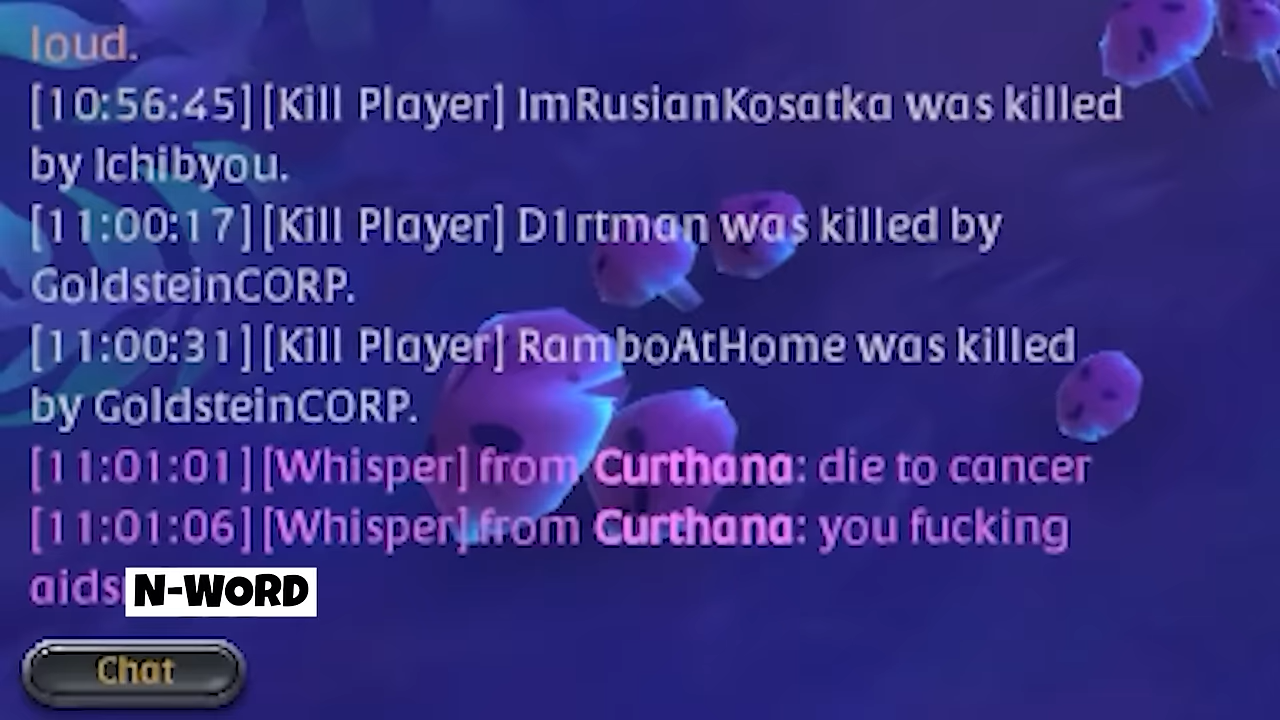 loud.
[10:56:45][Kill Player] ImRusianKosatka was killed
by Ichibyou.
[11:00:17][Kill Player] D1rtman was killed by
GoldsteinCORP.
[11:00:31][Kill Player] RamboAtHome was killed
by GoldsteinCORP.
[11:01:01][Whisper] from Curthana: die to cancer
[11:01:06][Whisper] from Curthana: you fucking
aids N-WORD
Chat